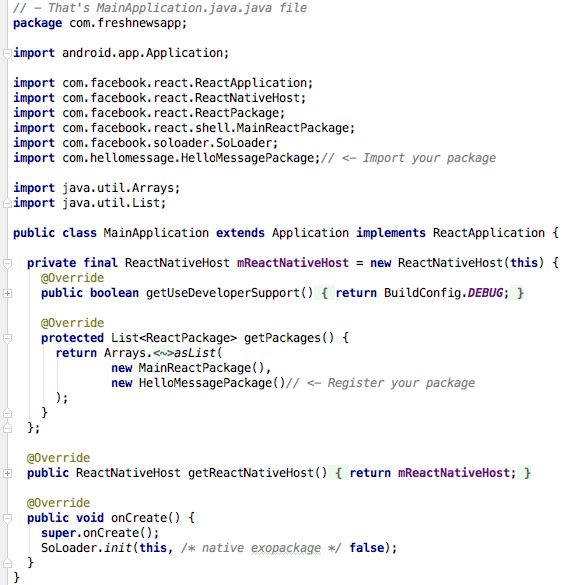 // – That's MainApplication.java.java file
package com.freshnewsapp;
import android.app.Application;
import com.facebook.react.ReactApplication;
import com.facebook.react.ReactNativeHost;
import com.facebook.react.ReactPackage;
import com.facebook.react.shell.MainReactPackage;
import com.facebook.soloader.SoLoader;
import com.hellomessage.HelloMessagePackage;// <– Import your package
import java.util.Arrays;
import java.util.List;
public class MainApplication extends Application implements ReactApplication {
private final ReactNativeHost mReactNativeHost = new ReactNativeHost(this) {
@Override
public boolean getUseDeveloperSupport() { return BuildConfig.DEBUG; }
@Override
protected List<ReactPackage> getPackages() {
return Arrays.<~>asList(
new MainReactPackage(),
new HelloMessagePackage()// <– Register your package
);
}
};
@Override
public ReactNativeHost getReactNativeHost() { return mReactNativeHost; }
@Override
public void onCreate() {
super.onCreate();
SoLoader.init(this, /* native exopackage */ false);
}
}